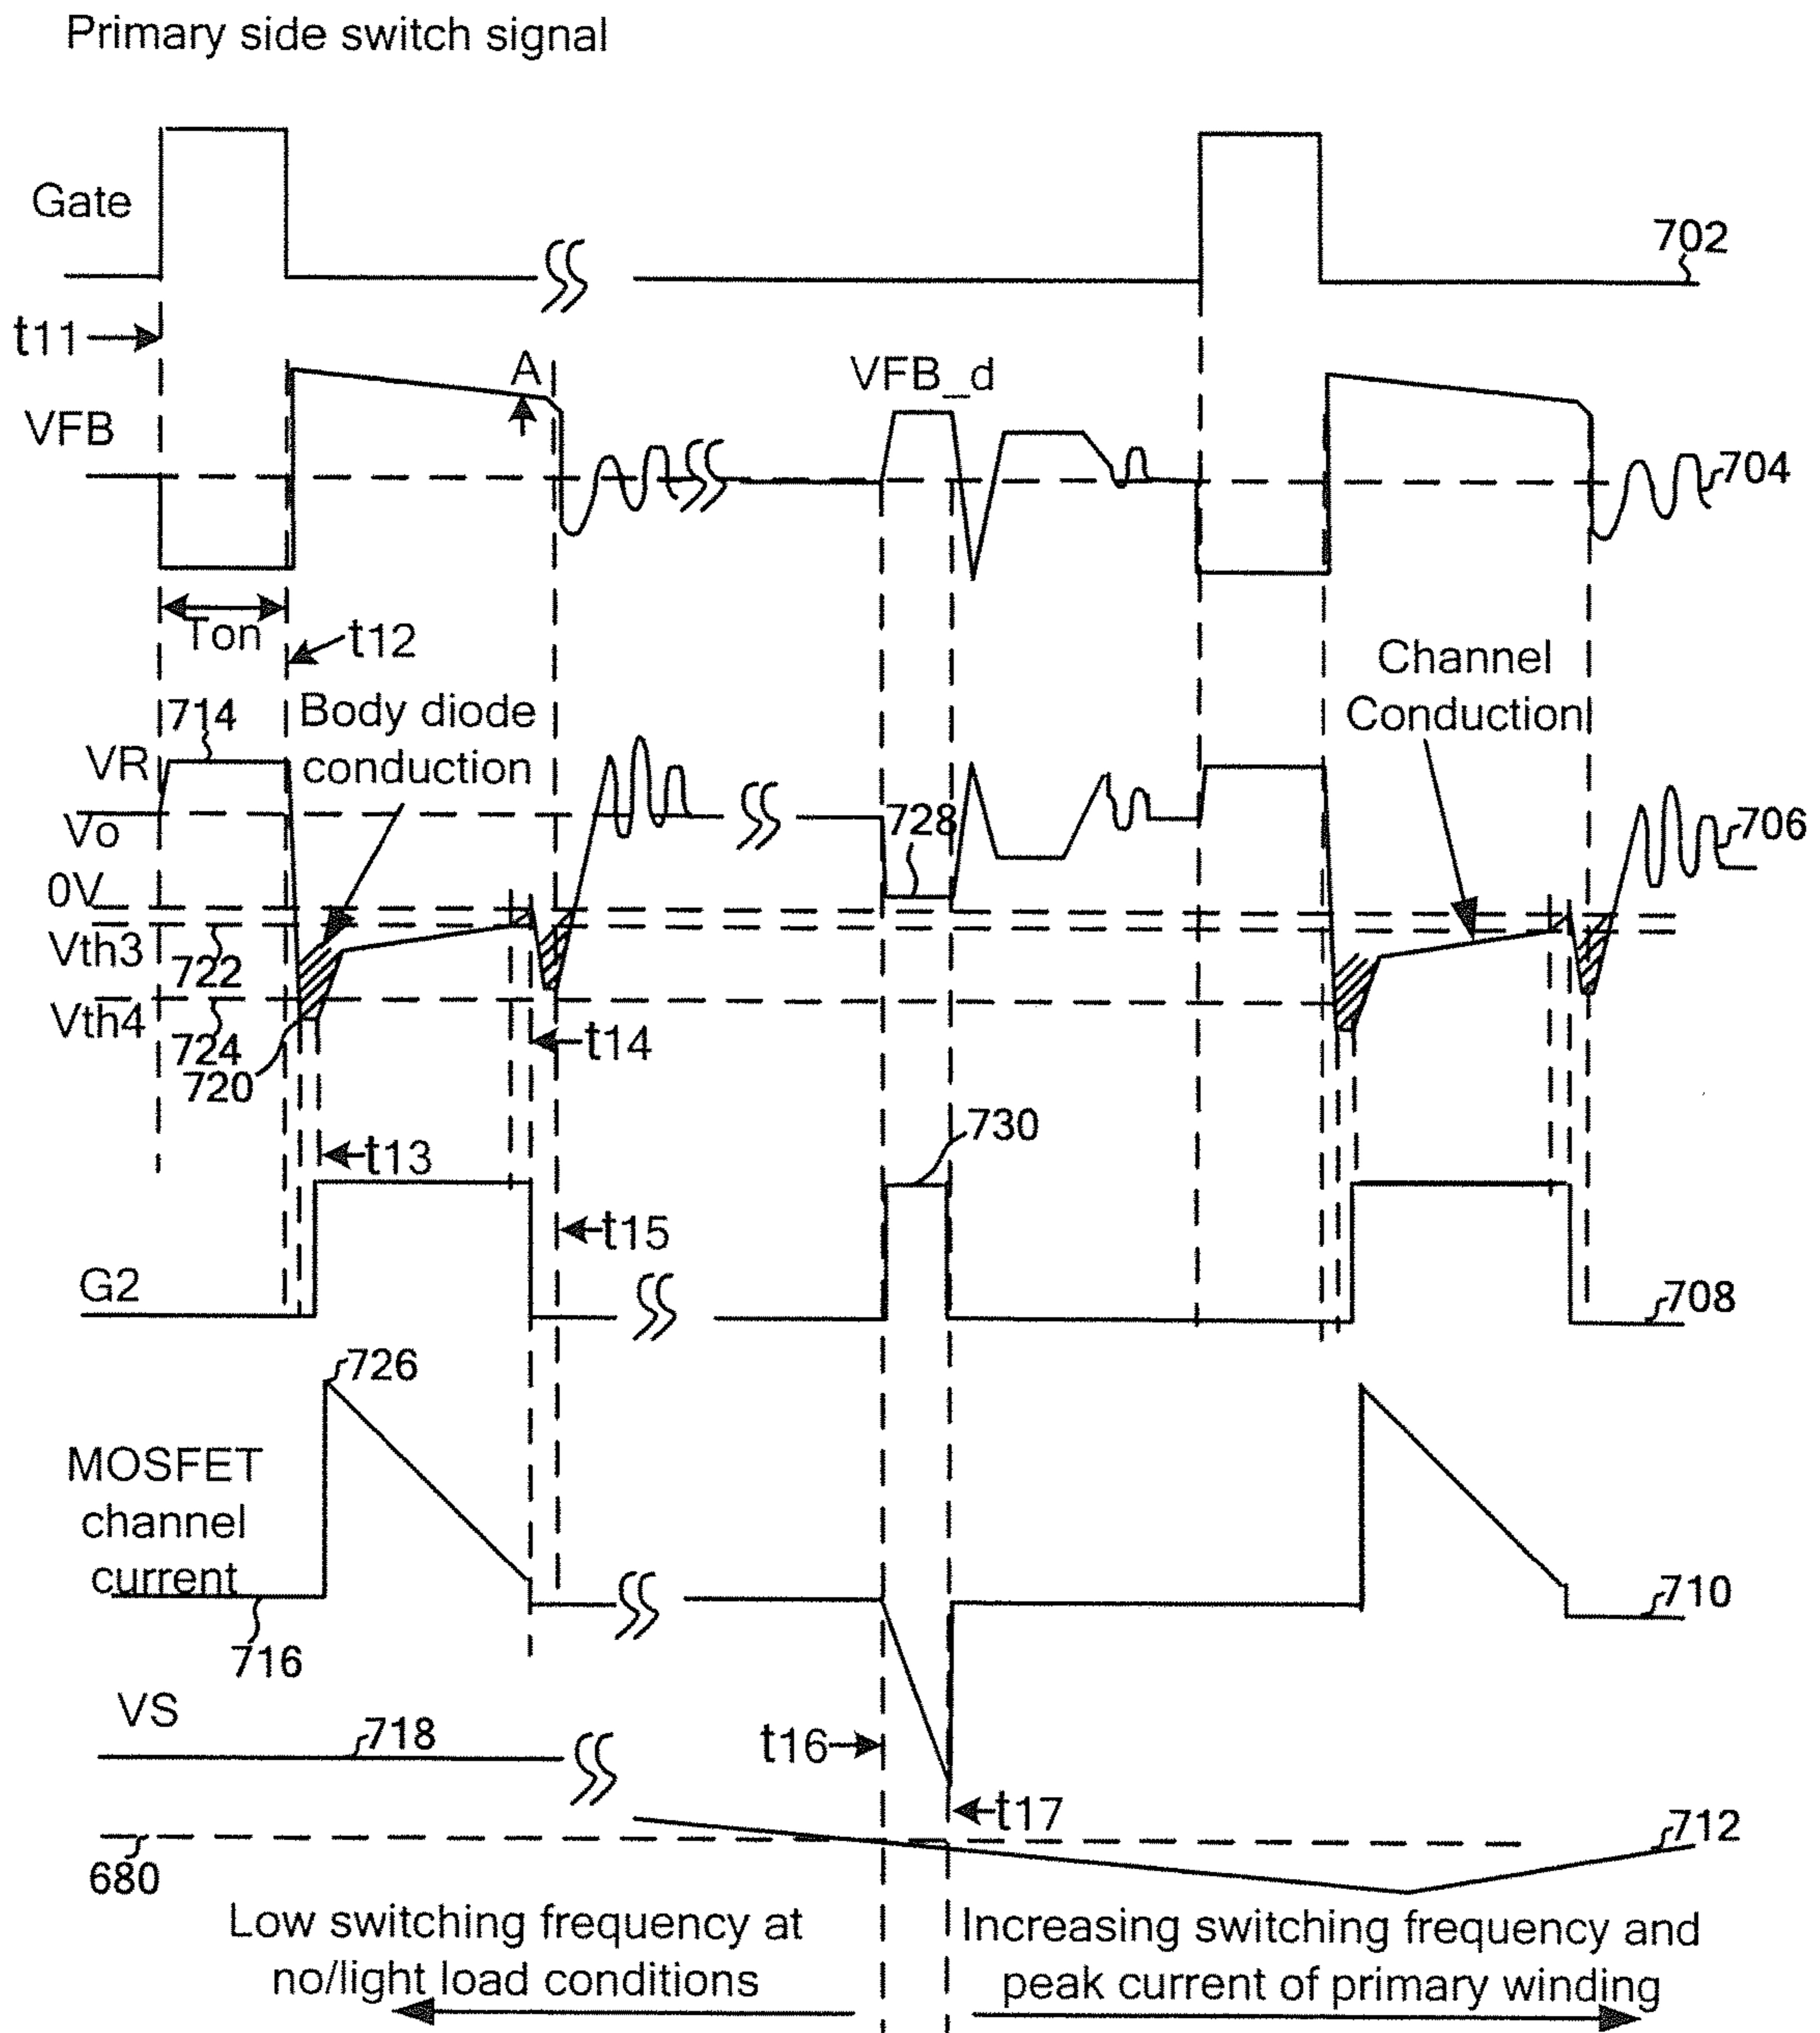 Primary side switch signal
Gate
702
t11
A
VFB_d
VFB
704
Ton
t12
Channel
Conduction
714
Body diode
conduction
VR
Vo
728
706
0V
Vth3
722
Vth4
724
720
t14
t13
730
t15
G2
708
726
MOSFET
channel
current
710
716
VS
718
t16
t17
712
680
Low switching frequency at
no/light load conditions
Increasing switching frequency and
peak current of primary winding